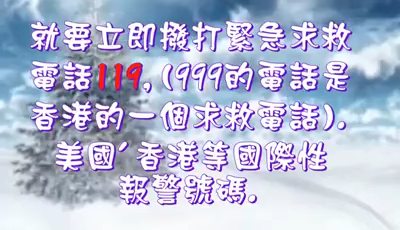 就要立即撥打緊急求救
電話119, (999的電話是
香港的一個求救電話).
美國'香港等國際性
報警號碼.